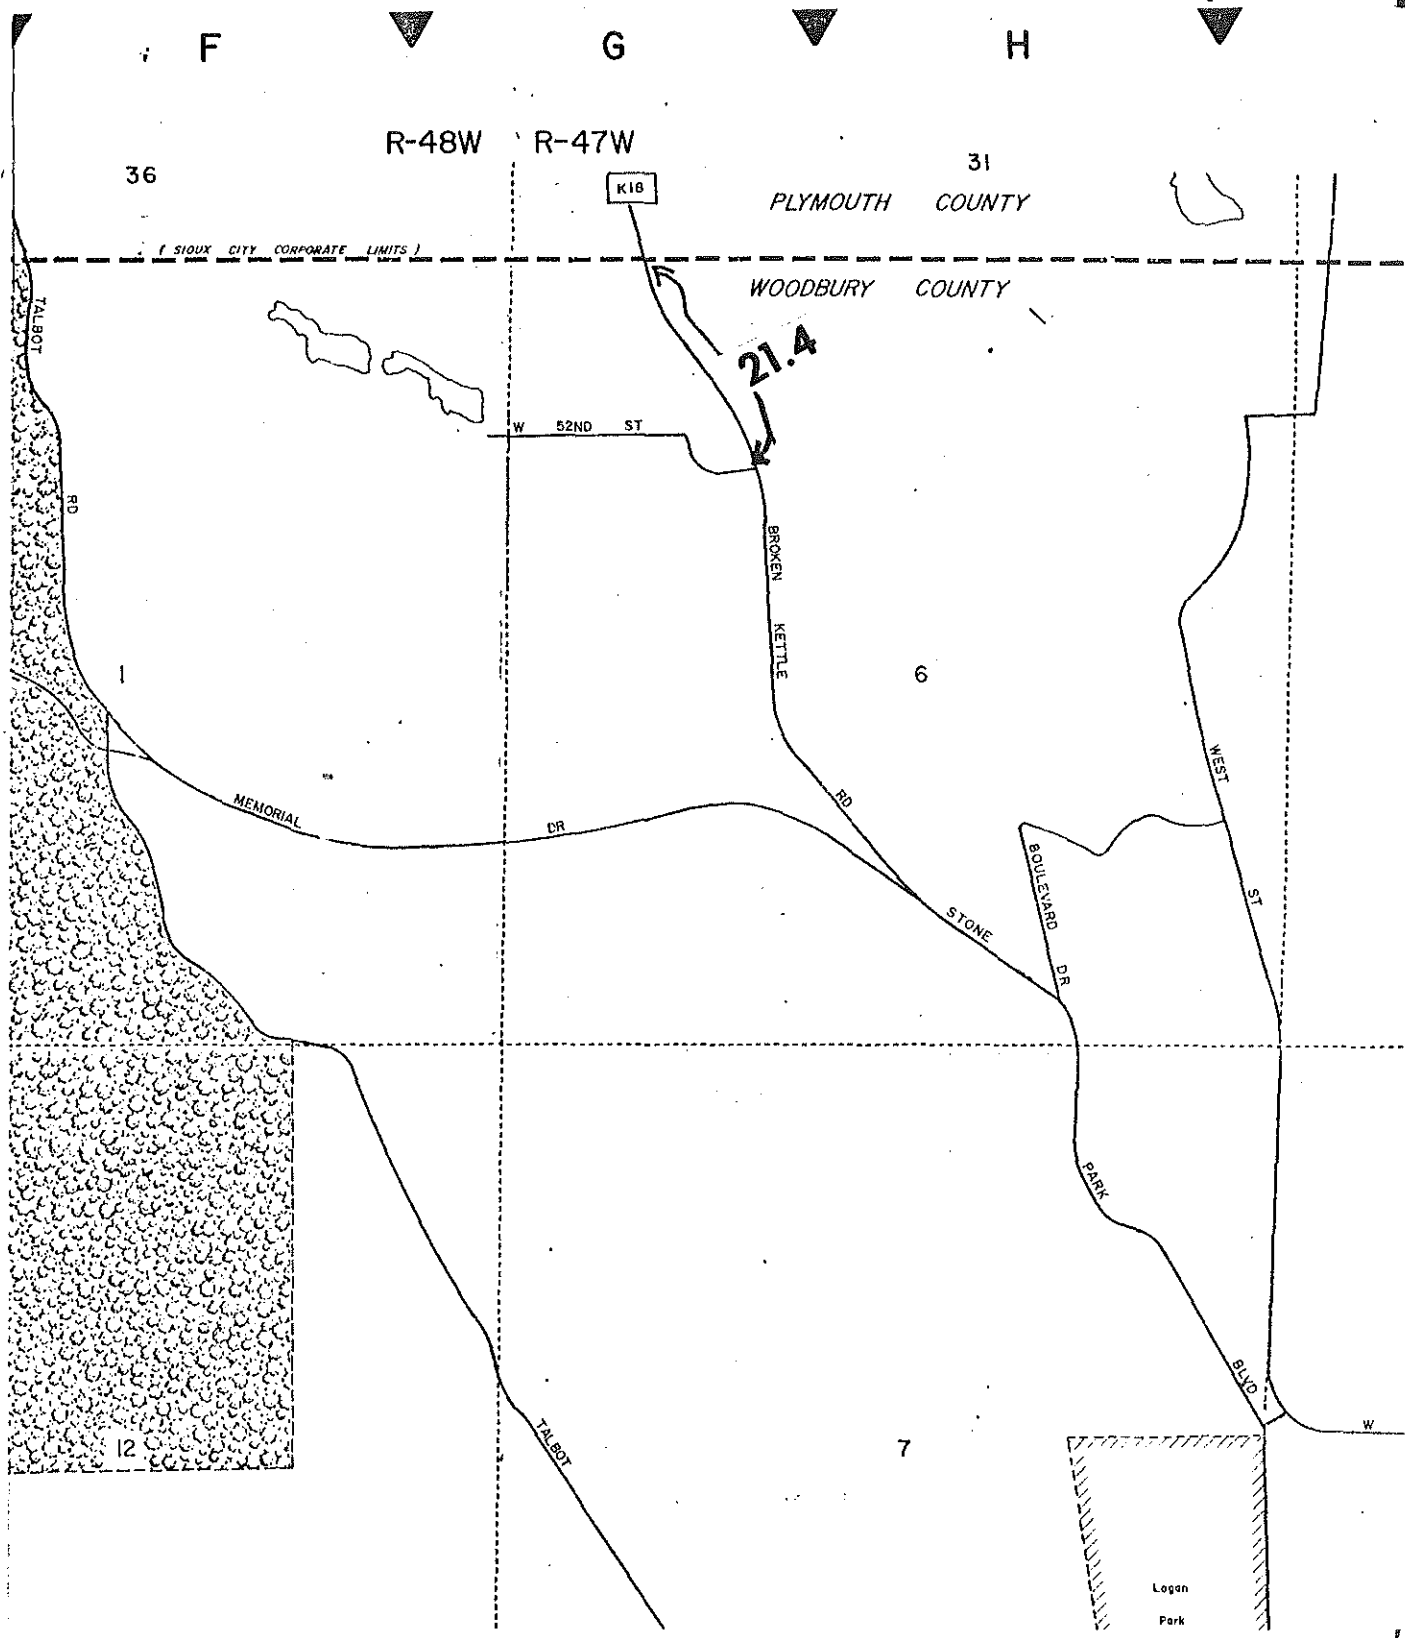 F G H
R-48W R-47W
36
31
K18
PLYMOUTH COUNTY
( SIOUX CITY CORPORATE LIMITS )
WOODBURY COUNTY
TALBOT
21.4
W 52ND ST
RD
BROKEN
KETTLE
1
6
WEST
RD
MEMORIAL
DR
BOULEVARD
ST
STONE
DR
PARK
BLVD
TALBOT
W
12
7
Logan
Park